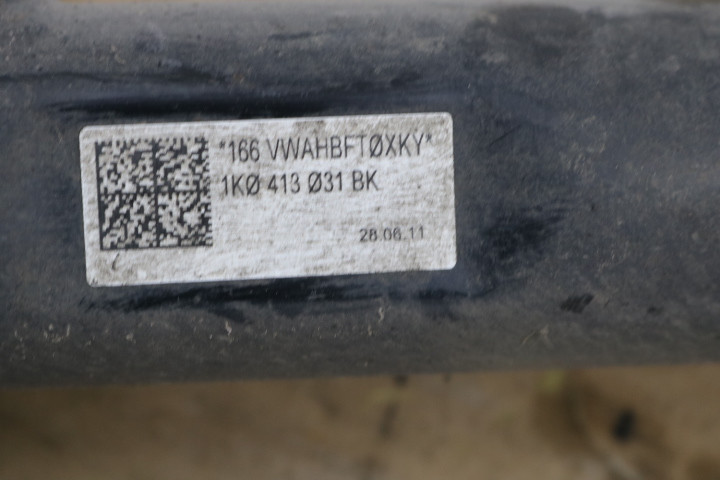 *166 VWAHBFTØXKY*
1KØ 413 Ø31 BK
28.06.11